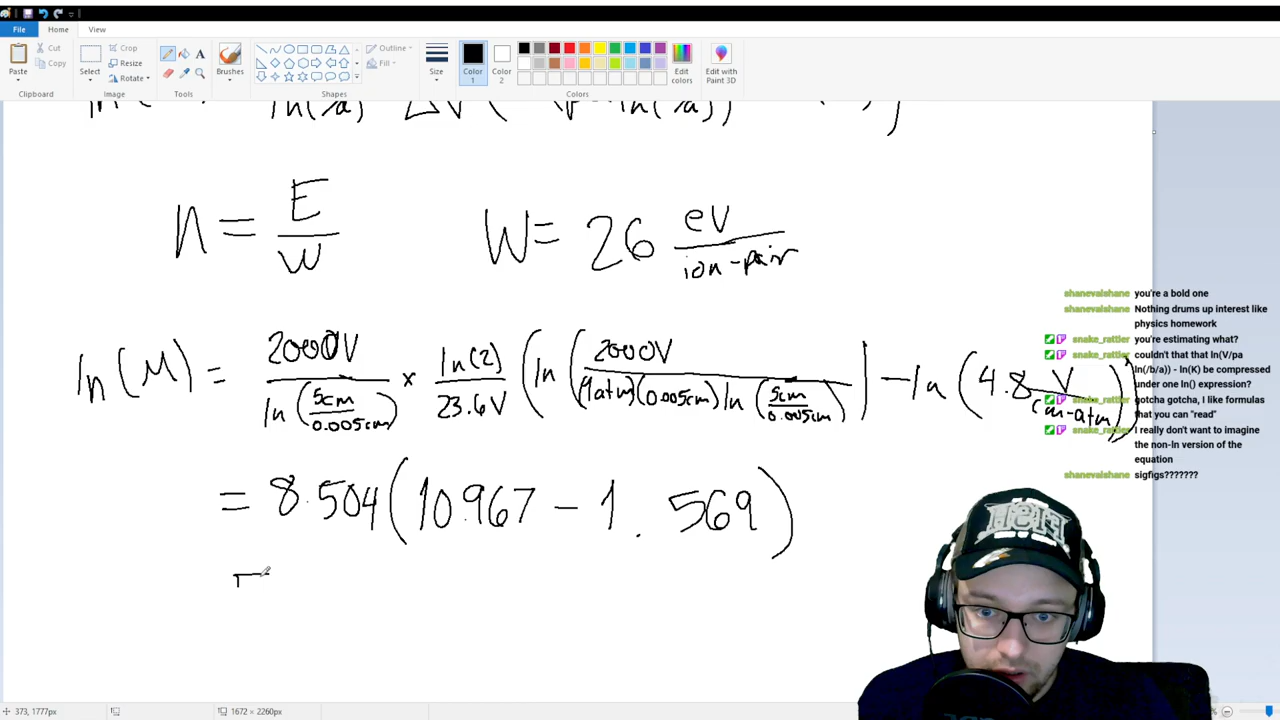 File Home View
Cut
Copy
Paste
Clipboard
Select
Crop
Resize
Rotate
Image
Tools
Brushes
Shapes
Outline
Fill
Size
Color 1
Color 2
Edit colors
Colors
Edit with Paint 3D
n = E/W W = 26 eV/ion-pair
ln(M) = 2000V/ln(5cm/0.005cm) × ln(2)/23.6V (ln(2000V/(1atm)(0.005cm)ln(5cm/0.005cm)) - ln(4.8 V/cm-atm))
= 8.504(10.967 - 1. 569)
shanevalshane you're a bold one
shanevalshane Nothing drums up interest like
physics homework
snake_rattler you're estimating what?
snake_rattler couldn't that that ln(V/pa
ln(/b/a)) - ln(K) be compressed
under one ln() expression?
snake_rattler gotcha gotcha, I like formulas
that you can "read"
snake_rattler I really don't want to imagine
the non-ln version of the
equation
shanevalshane sigfigs???????
373, 1777px
1672 × 2260px